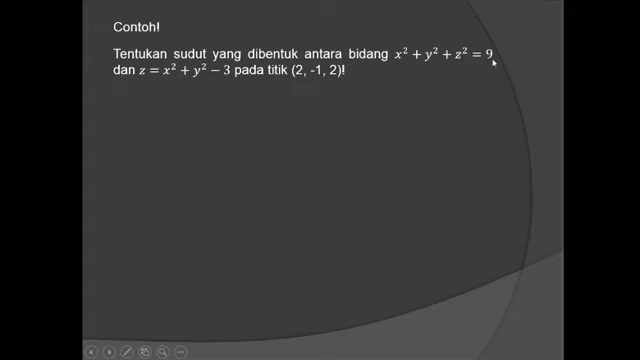 Contoh!
Tentukan sudut yang dibentuk antara bidang x² + y² + z² = 9
dan z = x² + y² − 3 pada titik (2, -1, 2)!